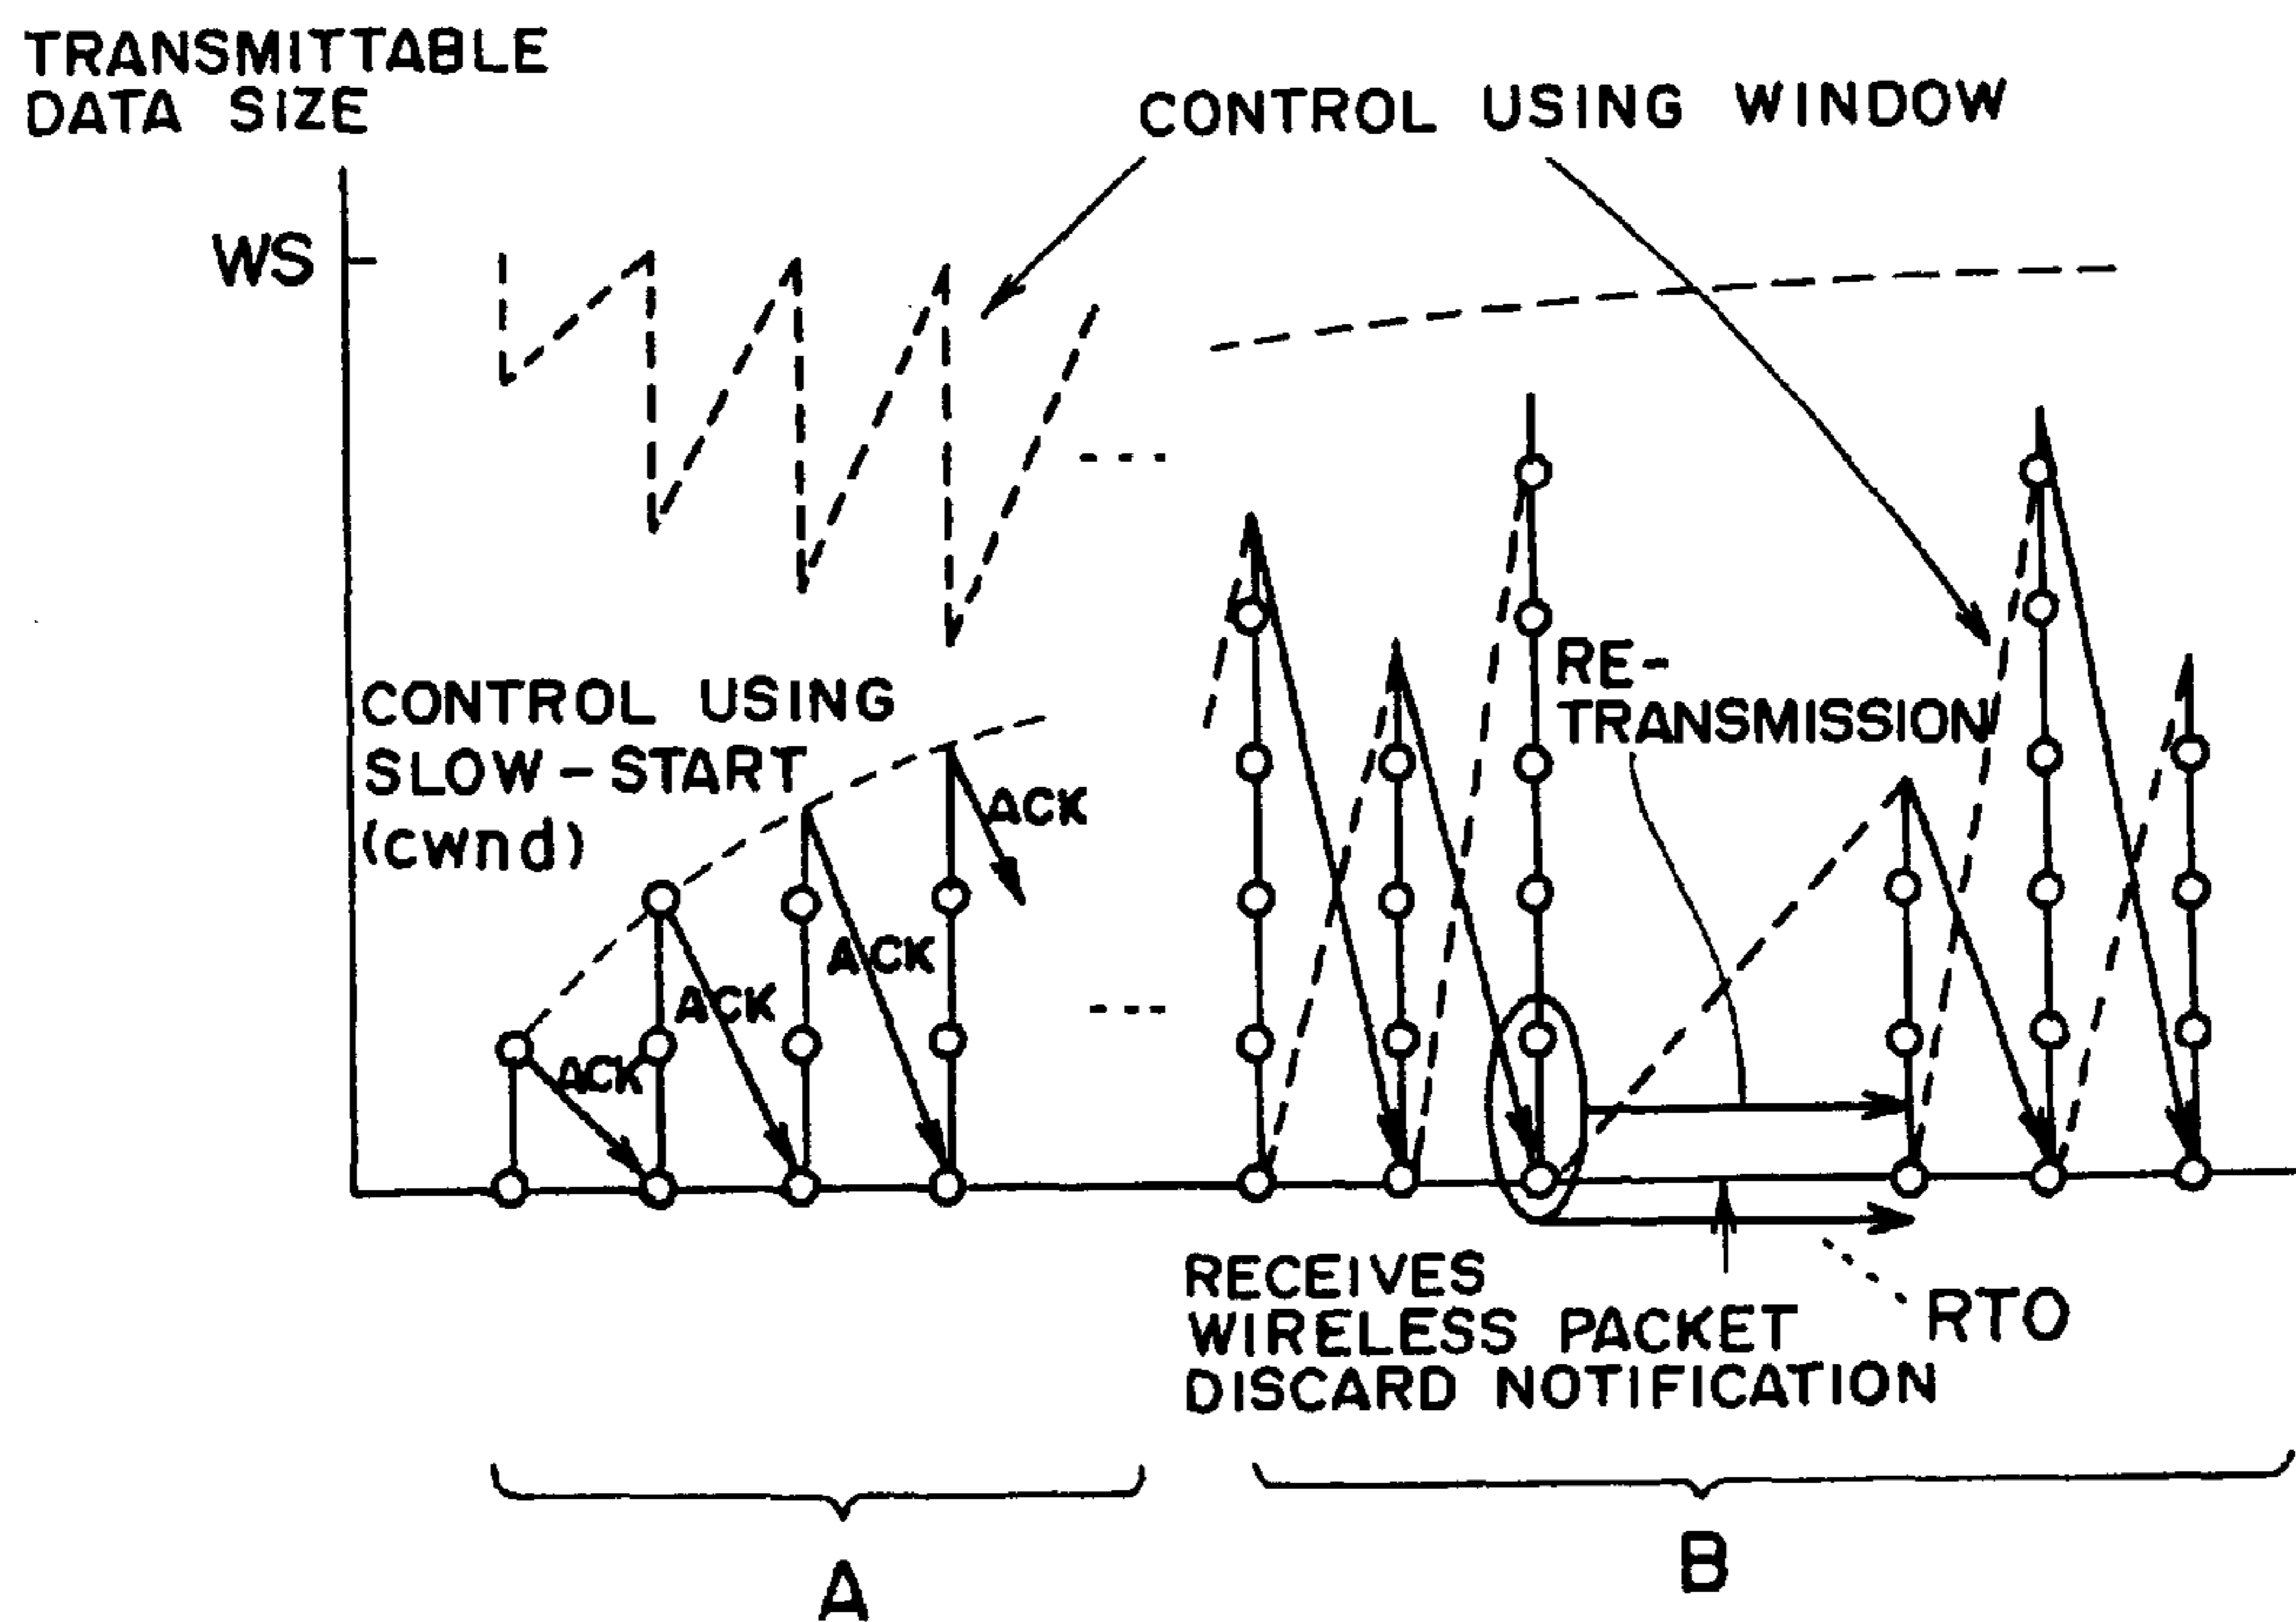 TRANSMITTABLE
DATA SIZE
CONTROL USING WINDOW
WS
CONTROL USING
SLOW-START
(cwnd)
RE-
TRANSMISSION
ACK
ACK
ACK
ACK
RECEIVES
WIRELESS PACKET
DISCARD NOTIFICATION
RTO
A
B